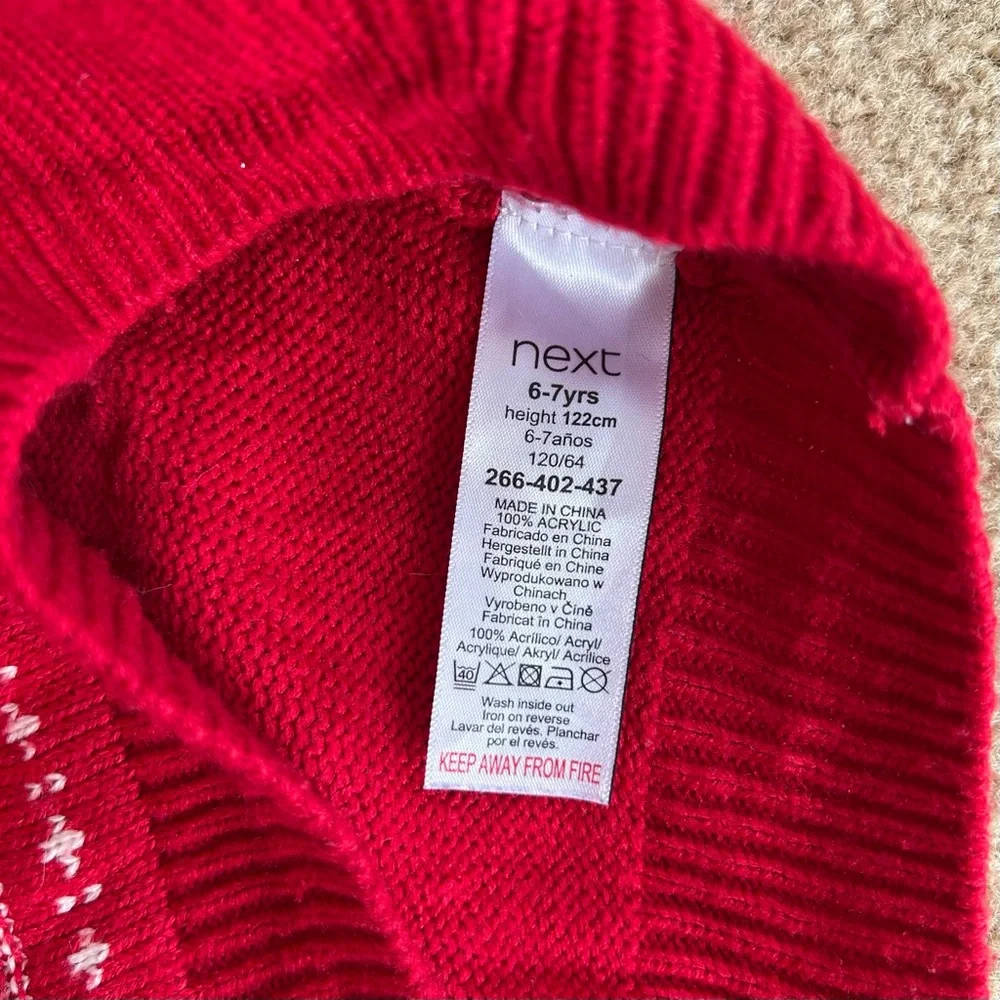 next
6-7yrs
height 122cm
6-7años
120/64
266-402-437
MADE IN CHINA
100% ACRYLIC
Fabricado en China
Hergestellt in China
Fabriqué en Chine
Wyprodukowano w
Chinach
Vyrobeno v Číně
Fabricat în China
100% Acrílico/ Acryl/
Acrylique/ Akryl/ Acrilice
40
Wash inside out
Iron on reverse
Lavar del revés. Planchar
por el revés.
KEEP AWAY FROM FIRE